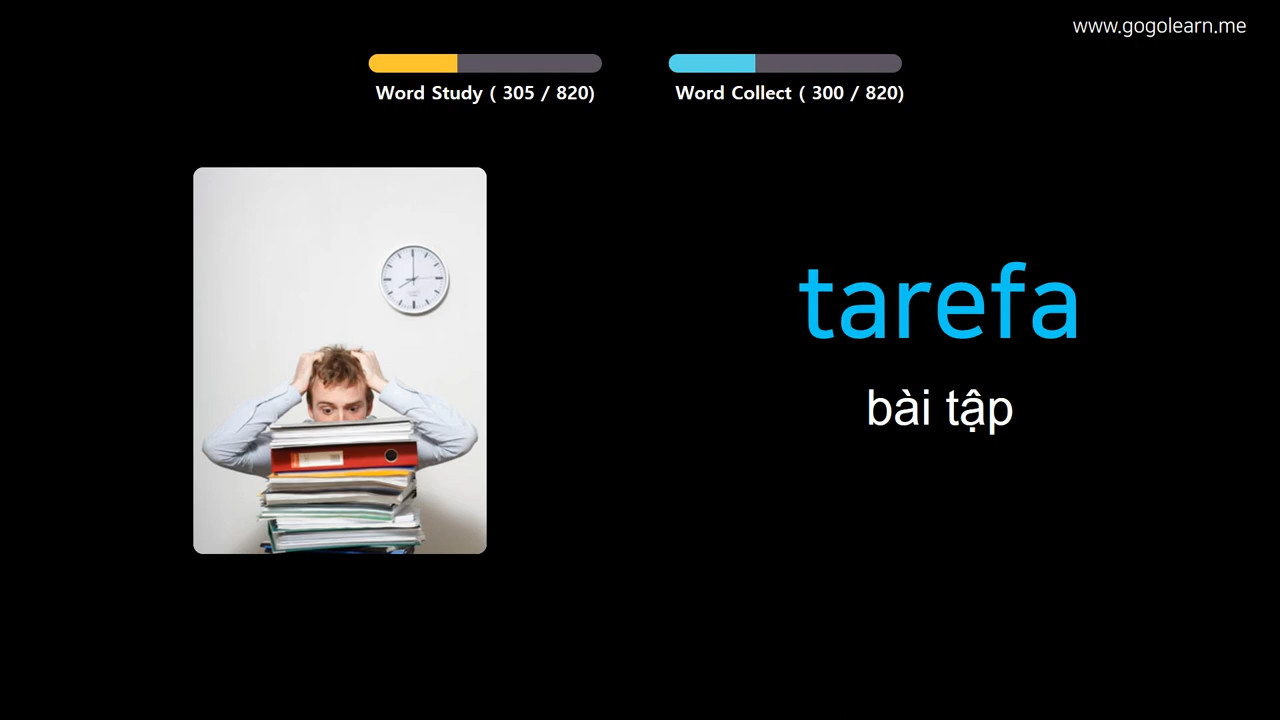 www.gogolearn.me
Word Study ( 305 / 820)
Word Collect ( 300 / 820)
tarefa
bài tập